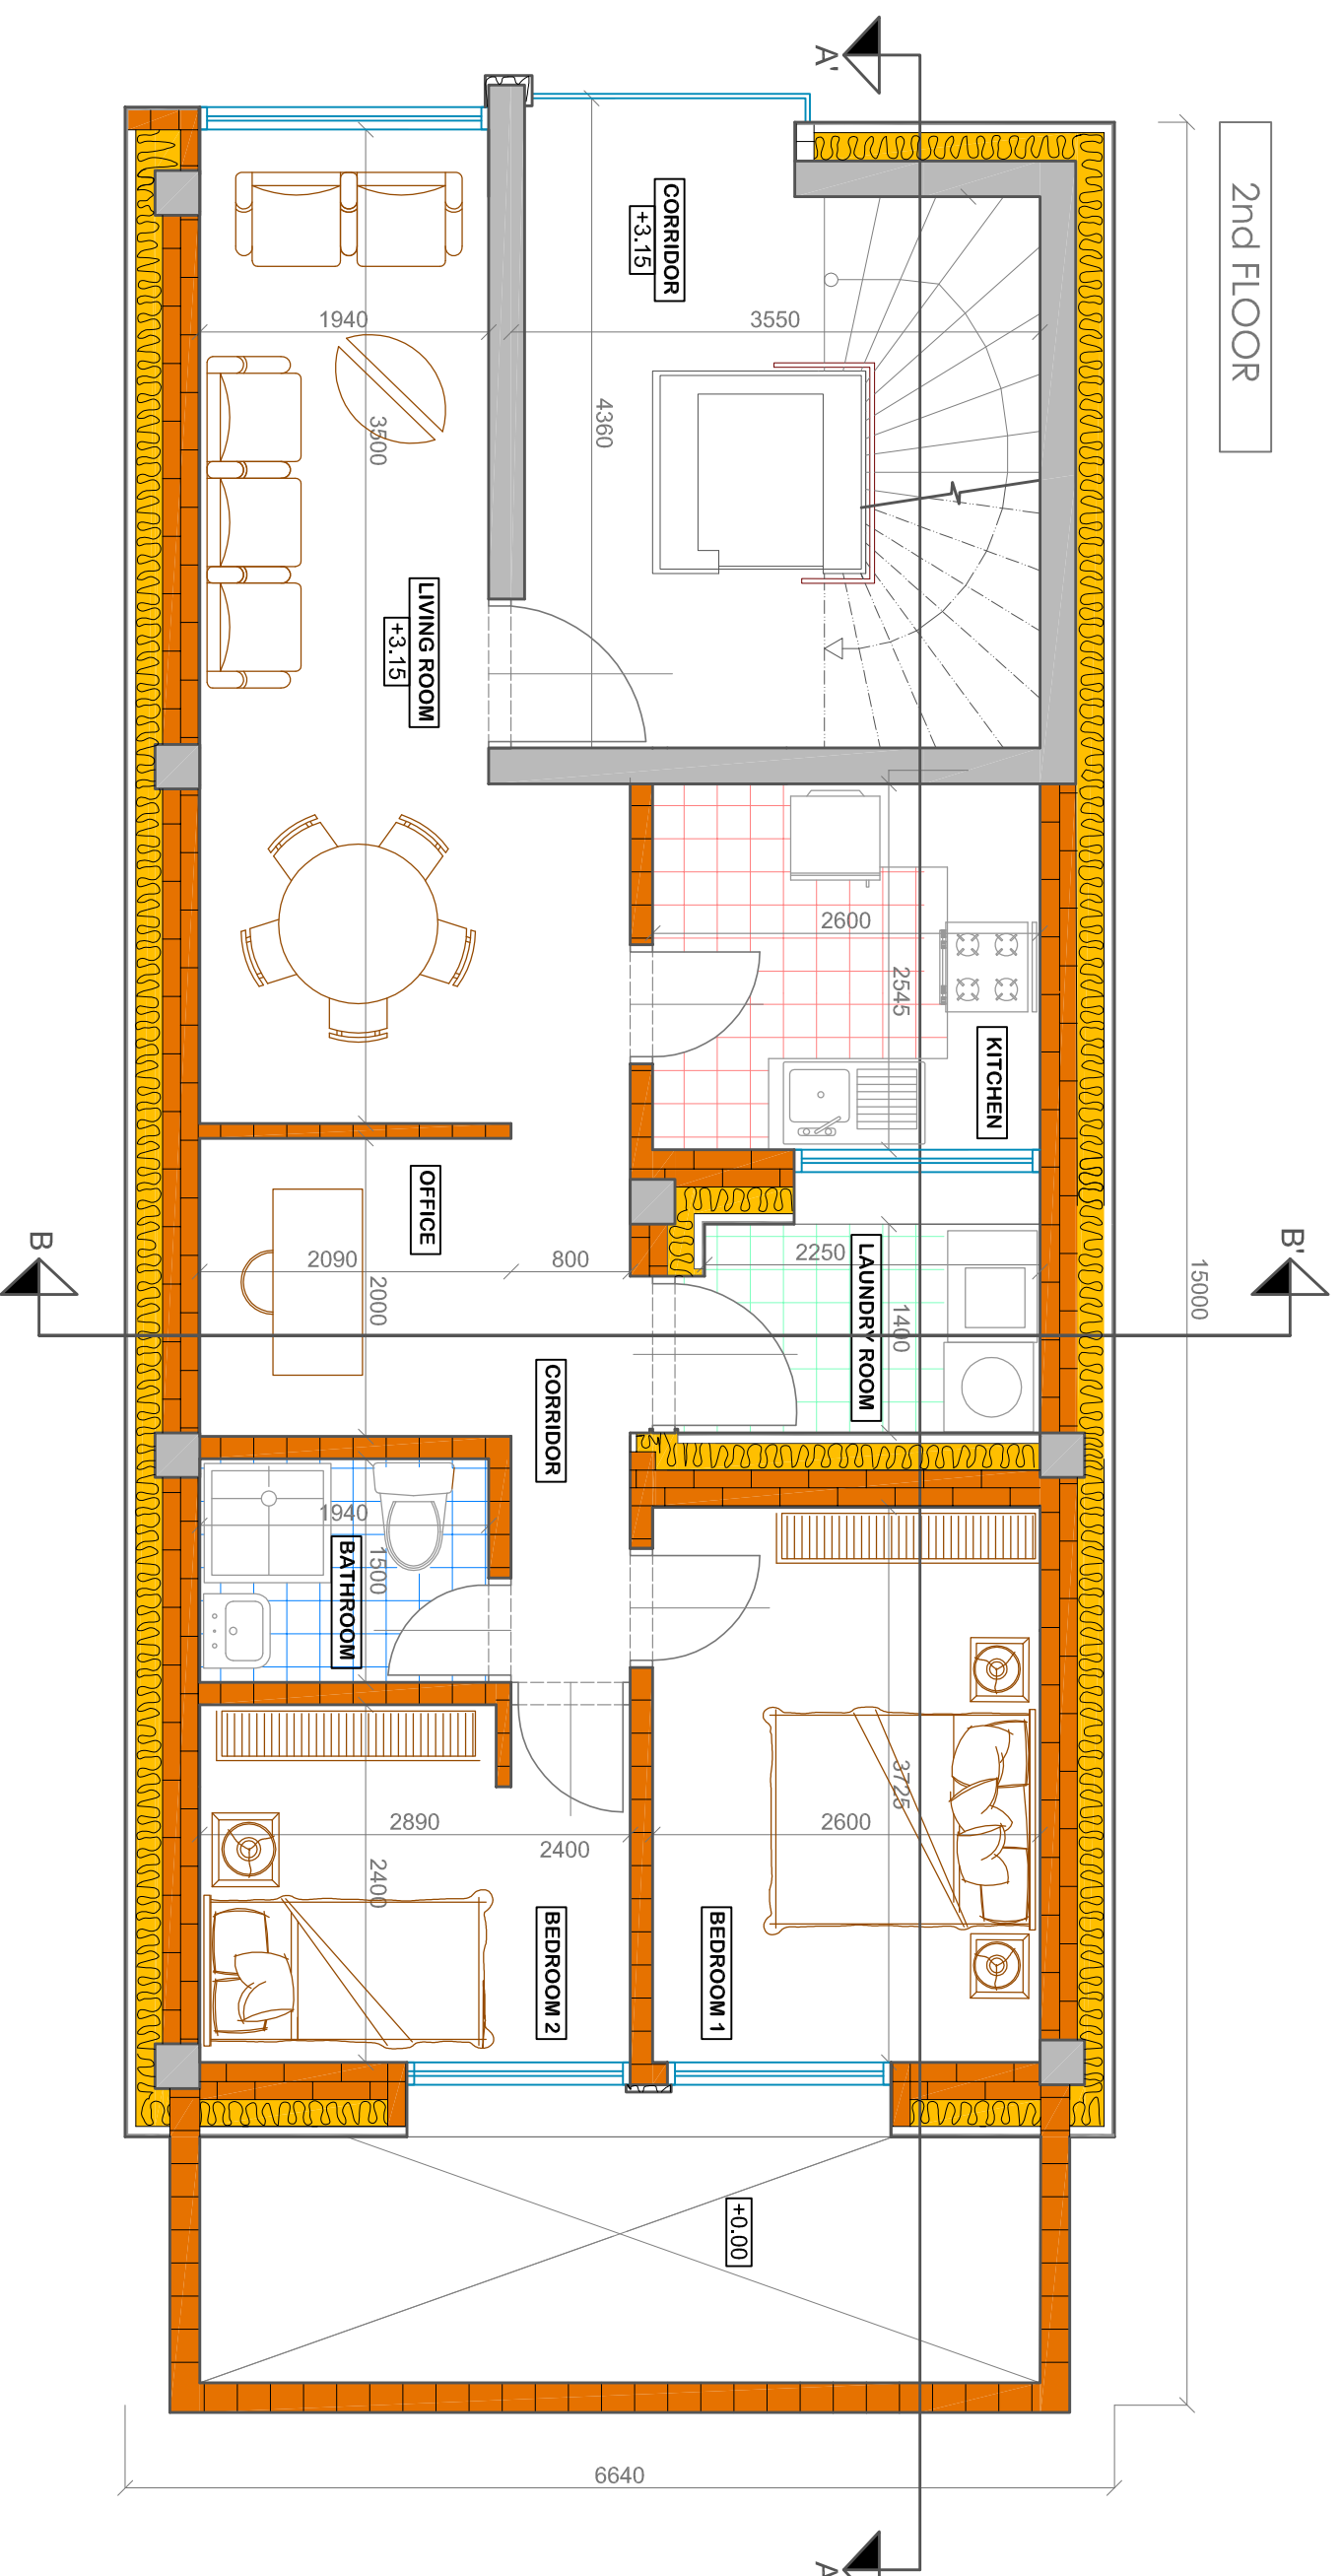 2nd FLOOR
A'
CORRIDOR
+3.15
1940
3550
4360
3500
LIVING ROOM
+3.15
2600
2545
KITCHEN
OFFICE
2090
800
2000
2250
LAUNDRY ROOM
1400
B
B'
15000
CORRIDOR
1940
1500
BATHROOM
3725
2890
2400
2400
2600
BEDROOM 2
BEDROOM 1
+0.00
6640
A